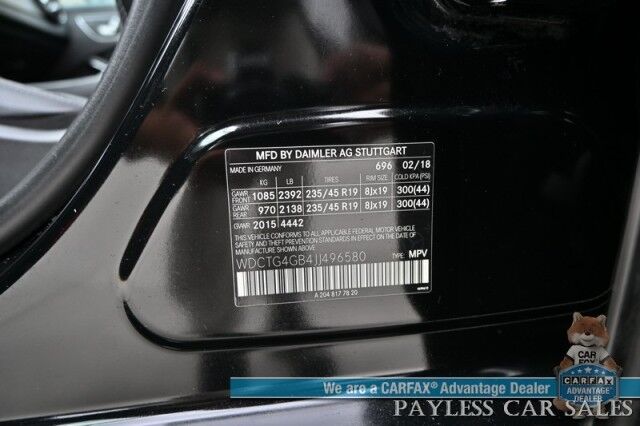 MFD BY DAIMLER AG STUTTGART
MADE IN GERMANY 696 02/18
KG LB TIRES RIM SIZE COLD KPA (PSI)
GAWR FRONT 1085 2392 235/45 R19 8Jx19 300(44)
GAWR REAR 970 2138 235/45 R19 8Jx19 300(44)
GVWR 2015 4442
THIS VEHICLE CONFORMS TO ALL APPLICABLE FEDERAL MOTOR VEHICLE
SAFETY STANDARDS IN EFFECT ON THE DATE OF MANUFACTURE
SHOWN ABOVE.
WDCTG4GB4JJ496580 TYPE: MPV
A 204 817 78 20
We are a CARFAX® Advantage Dealer
CAR
FOX
CARFAX
ADVANTAGE
DEALER
PAYLESS CAR SALES